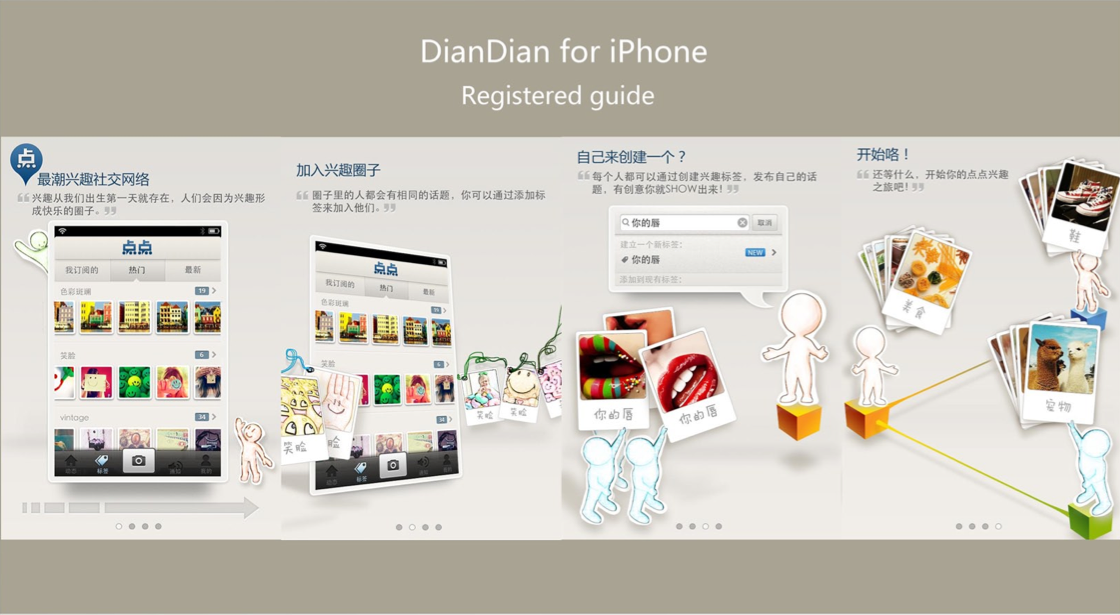 DianDian for iPhone
Registered guide
点
最潮兴趣社交网络
兴趣从我们出生第一天就存在，人们会因为兴趣形
成快乐的圈子。
点点
我订阅的
热门
最新
色彩斑斓
19
笑脸
6
vintage
34
标签
加入兴趣圈子
圈子里的人都会有相同的话题，你可以通过添加标
签来加入他们。
点点
我订阅的
热门
最新
色彩斑斓
笑脸
标签
笑脸
笑脸
笑脸
自己来创建一个？
每个人都可以通过创建兴趣标签，发布自己的话
题，有创意你就SHOW出来！
你的唇
取消
建立一个新标签：
你的唇
NEW
添加到现有标签：
你的唇
你的唇
开始咯！
还等什么，开始你的点点兴趣
之旅吧！
鞋
美食
宠物